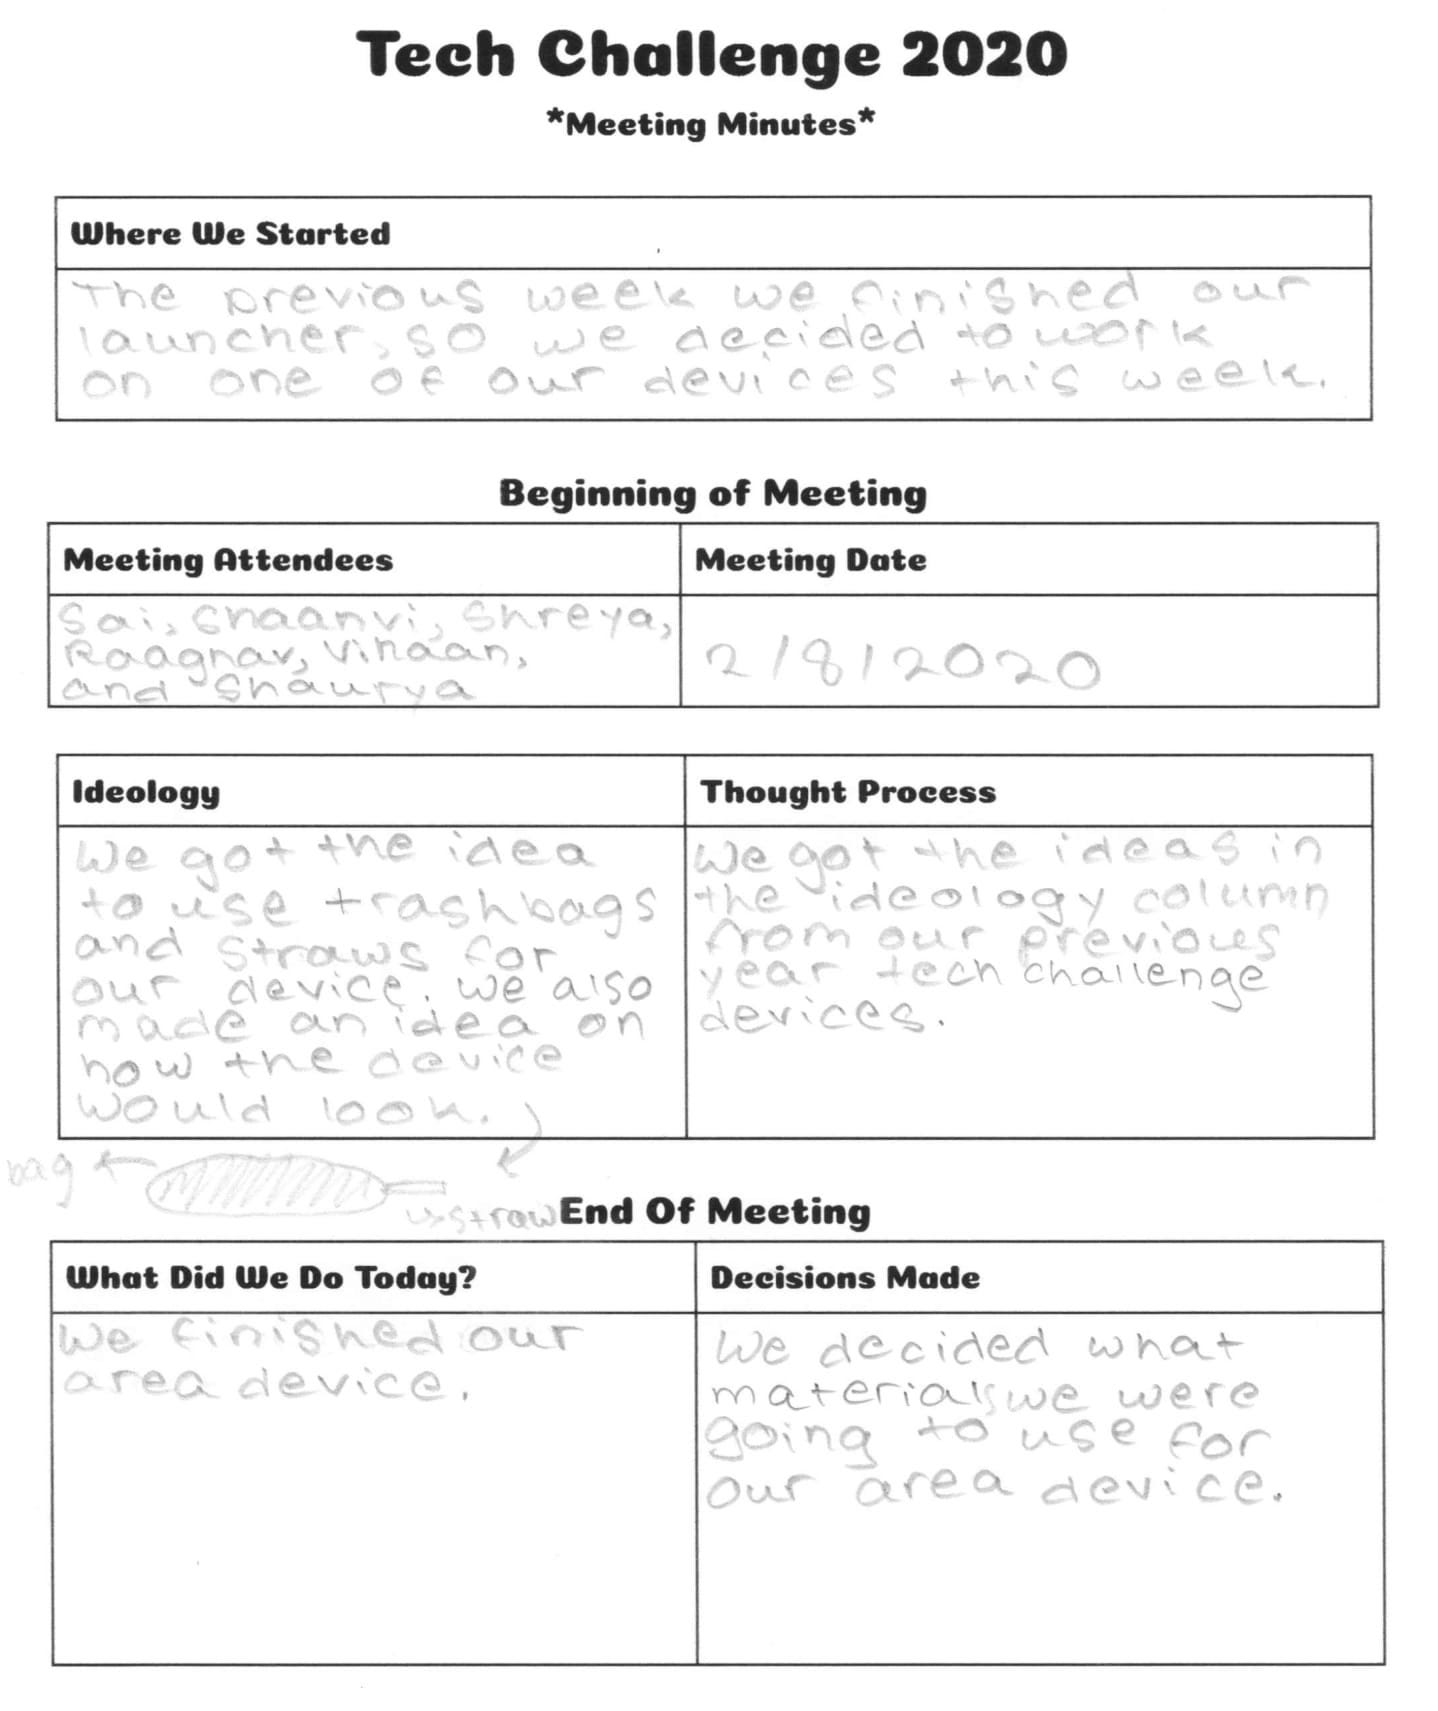 Tech Challenge 2020
*Meeting Minutes*
Where We Started
The previous week we finished our
launcher, so we decided to work
on one of our devices this week.
Beginning of Meeting
Meeting Attendees
Sai, Shaanvi, Shreya,
Raaghav, Vihaan,
and Shaurya
Meeting Date
2/8/2020
Ideology
We got the idea
to use trashbags
and straws for
our device. We also
made an idea on
how the device
would look.
Thought Process
We got the ideas in
the ideology column
from our previous
year tech challenge
devices.
bag
straw
End Of Meeting
What Did We Do Today?
We finished our
area device.
Decisions Made
We decided what
materials we were
going to use for
our area device.